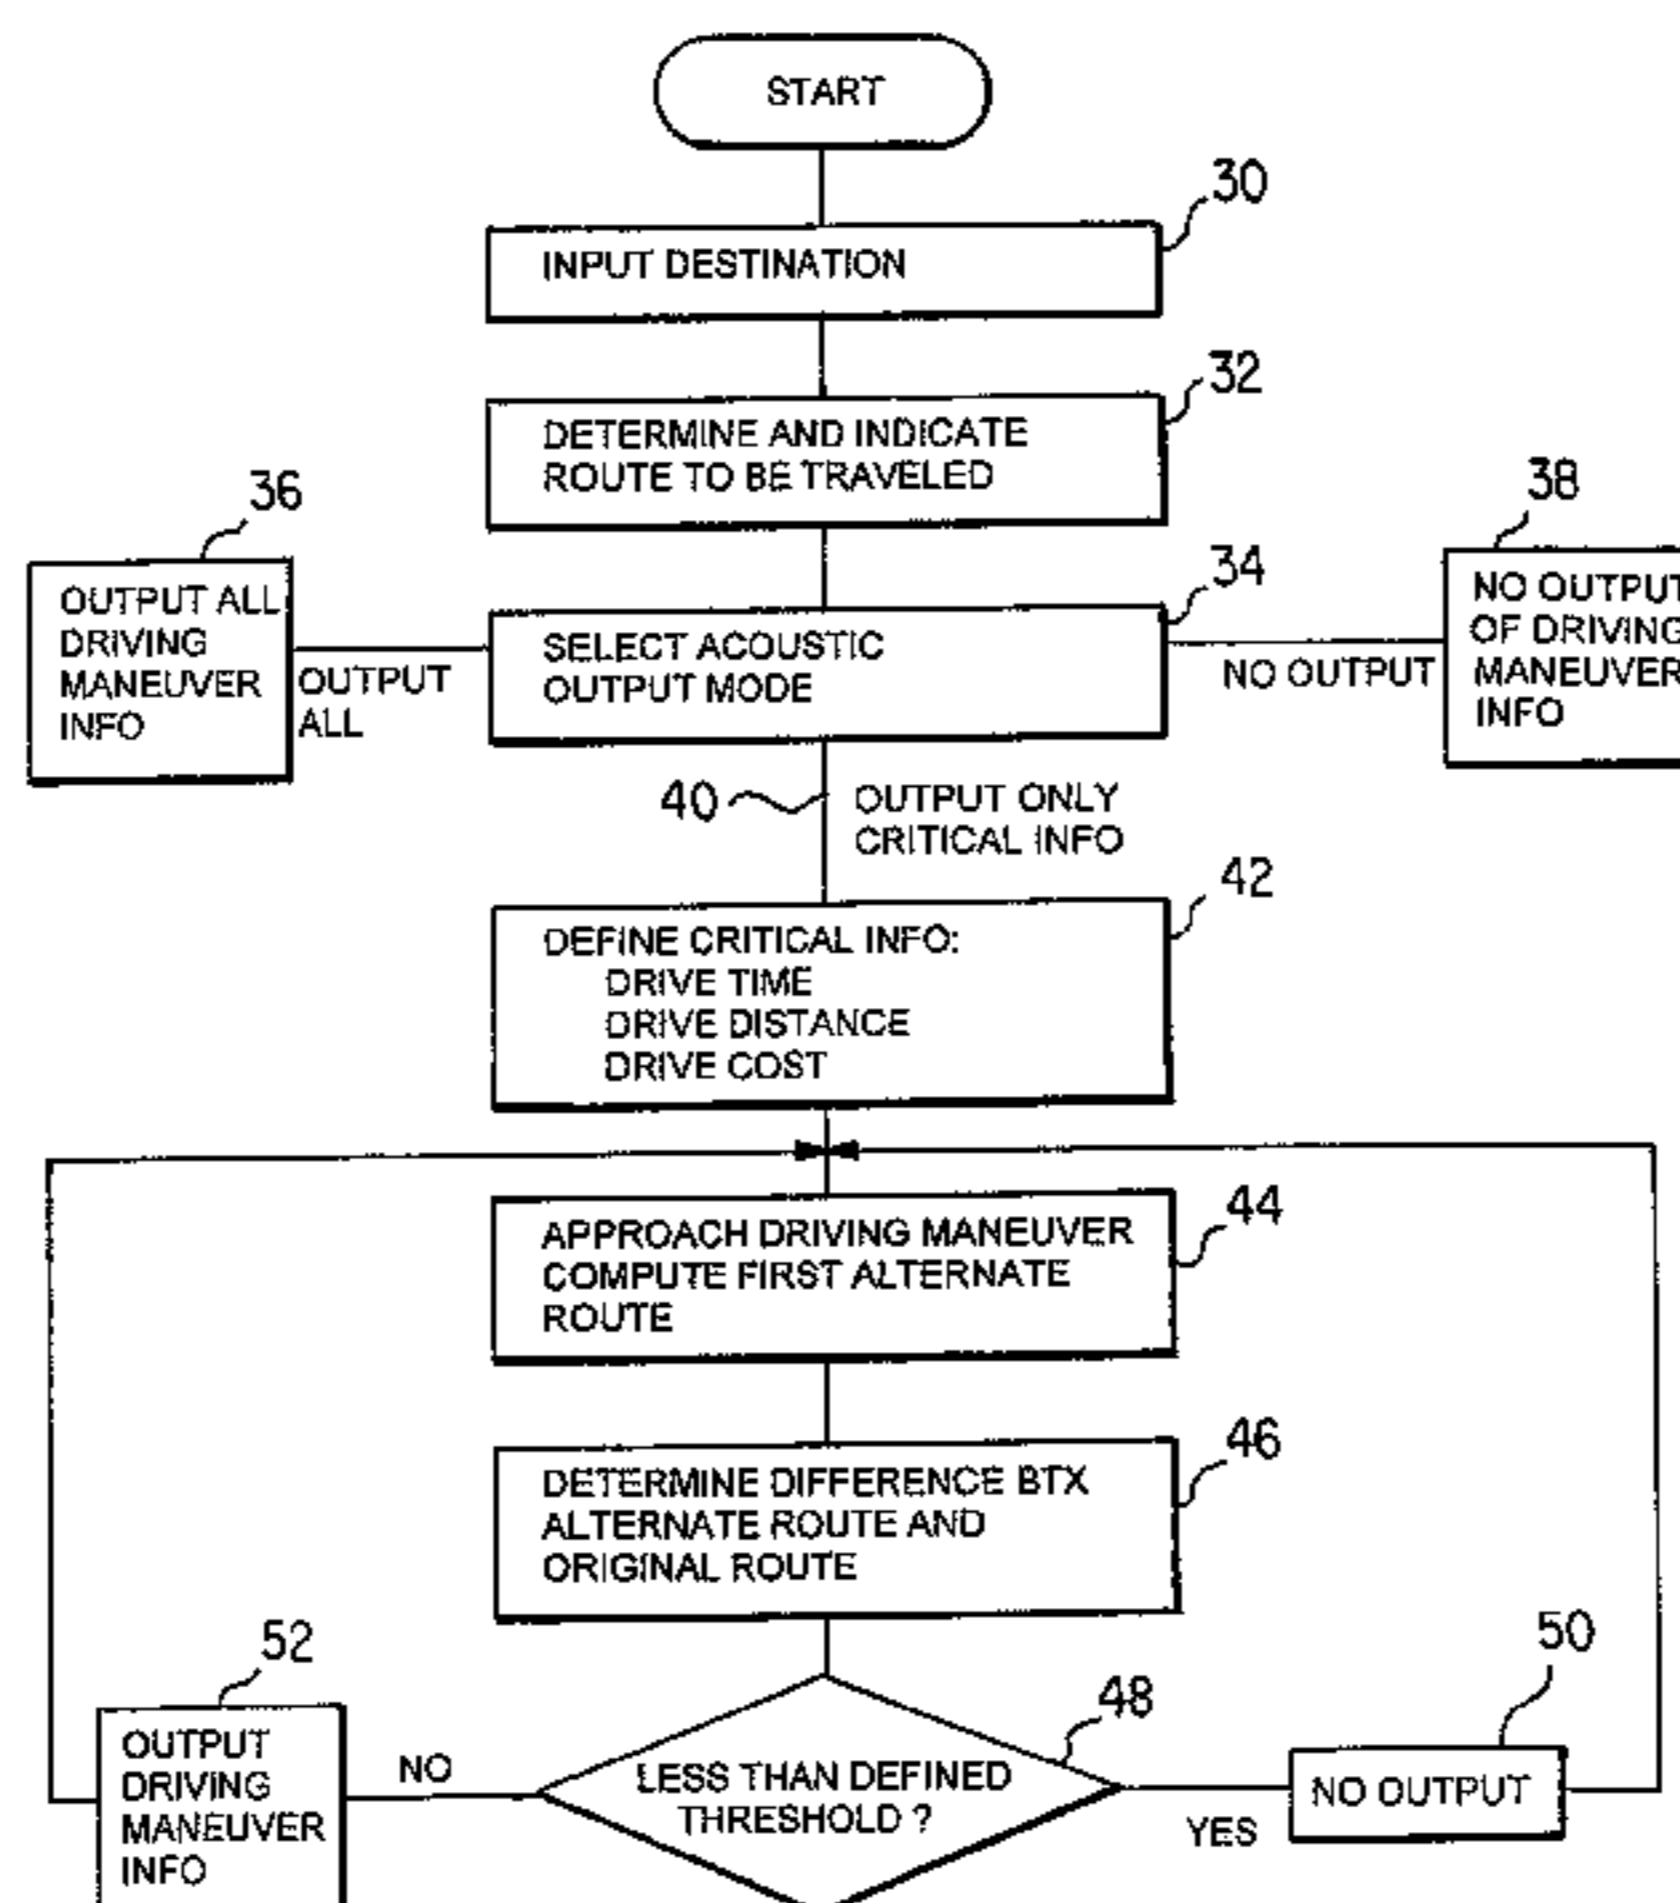 START
30
INPUT DESTINATION
32
DETERMINE AND INDICATE
ROUTE TO BE TRAVELED
36
OUTPUT ALL
DRIVING
MANEUVER
INFO
OUTPUT
ALL
34
SELECT ACOUSTIC
OUTPUT MODE
NO OUTPUT
38
NO OUTPUT
OF DRIVING
MANEUVER
INFO
40
OUTPUT ONLY
CRITICAL INFO
42
DEFINE CRITICAL INFO:
DRIVE TIME
DRIVE DISTANCE
DRIVE COST
44
APPROACH DRIVING MANEUVER
COMPUTE FIRST ALTERNATE
ROUTE
46
DETERMINE DIFFERENCE BTX
ALTERNATE ROUTE AND
ORIGINAL ROUTE
52
OUTPUT
DRIVING
MANEUVER
INFO
NO
48
LESS THAN DEFINED
THRESHOLD ?
YES
50
NO OUTPUT